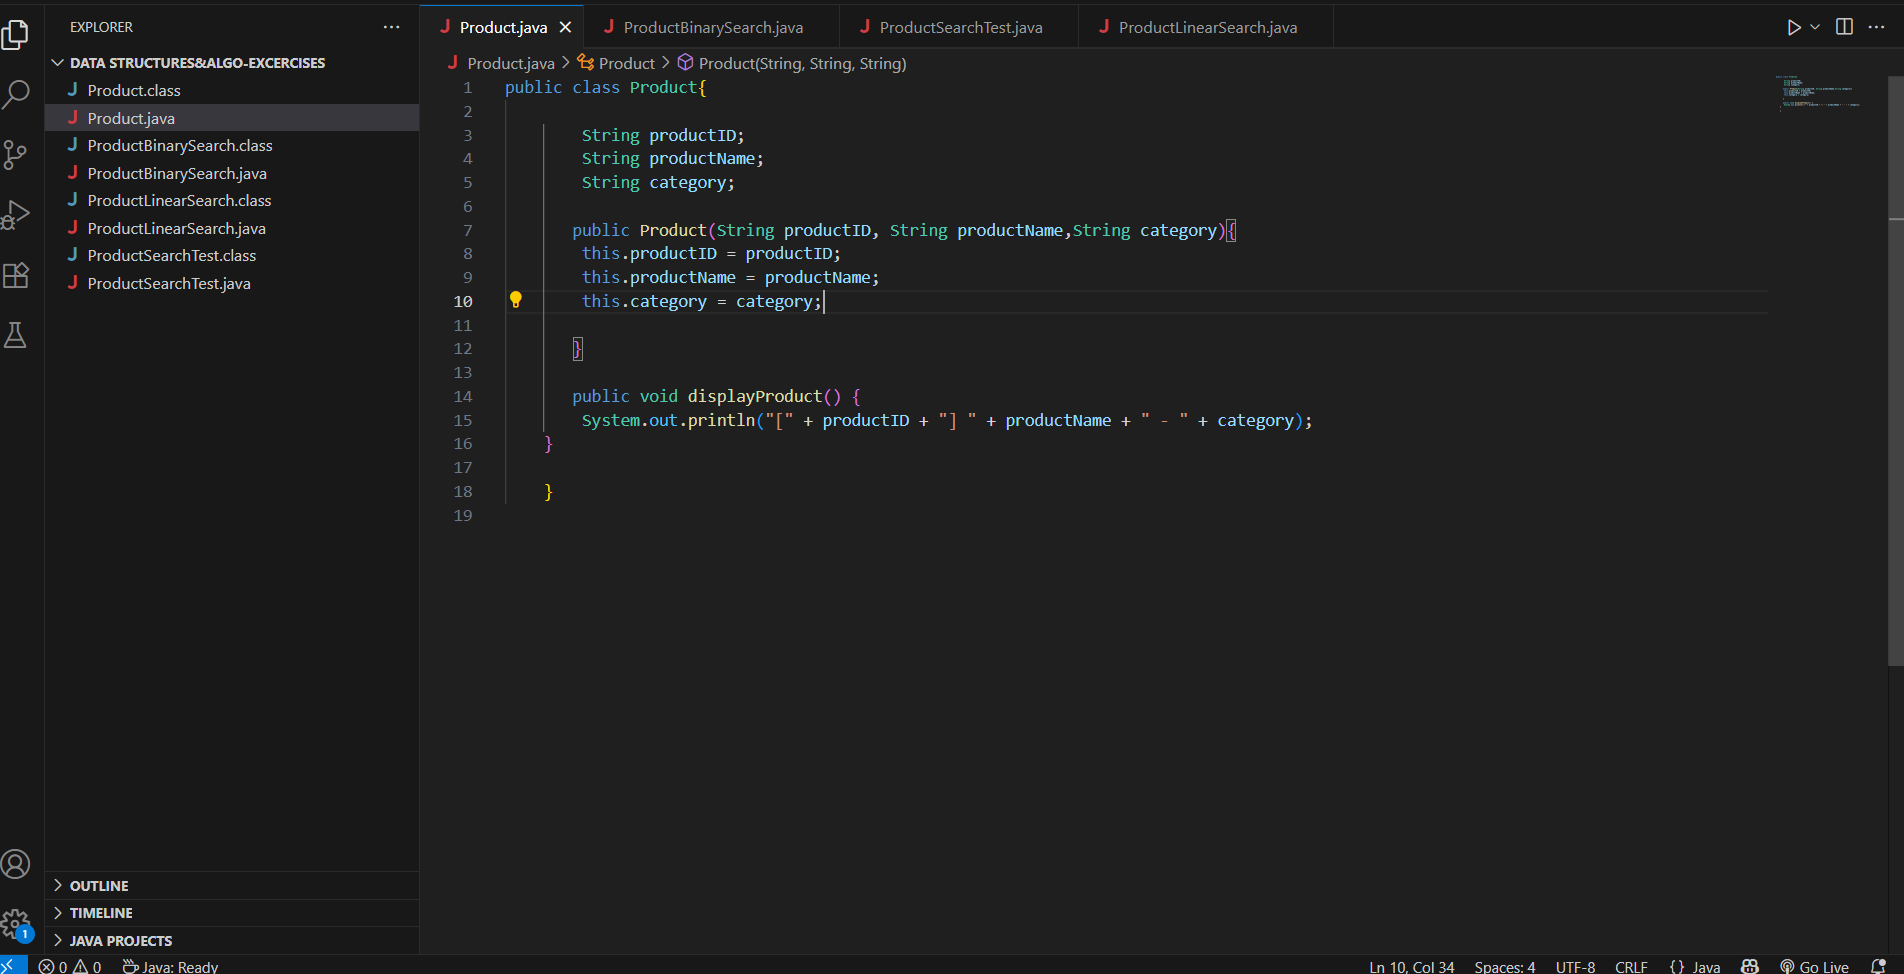 EXPLORER
DATA STRUCTURES&ALGO-EXCERCISES
Product.class
Product.java
ProductBinarySearch.class
ProductBinarySearch.java
ProductLinearSearch.class
ProductLinearSearch.java
ProductSearchTest.class
ProductSearchTest.java
OUTLINE
TIMELINE
JAVA PROJECTS
Product.java ProductBinarySearch.java ProductSearchTest.java ProductLinearSearch.java
Product.java > Product > Product(String, String, String)
1 public class Product{
2
3 String productID;
4 String productName;
5 String category;
6
7 public Product(String productID, String productName,String category){
8 this.productID = productID;
9 this.productName = productName;
10 this.category = category;
11
12 }
13
14 public void displayProduct() {
15 System.out.println("[" + productID + "] " + productName + " - " + category);
16 }
17
18 }
19
1
0 0 Java: Ready Ln 10, Col 34 Spaces: 4 UTF-8 CRLF {} Java Go Live